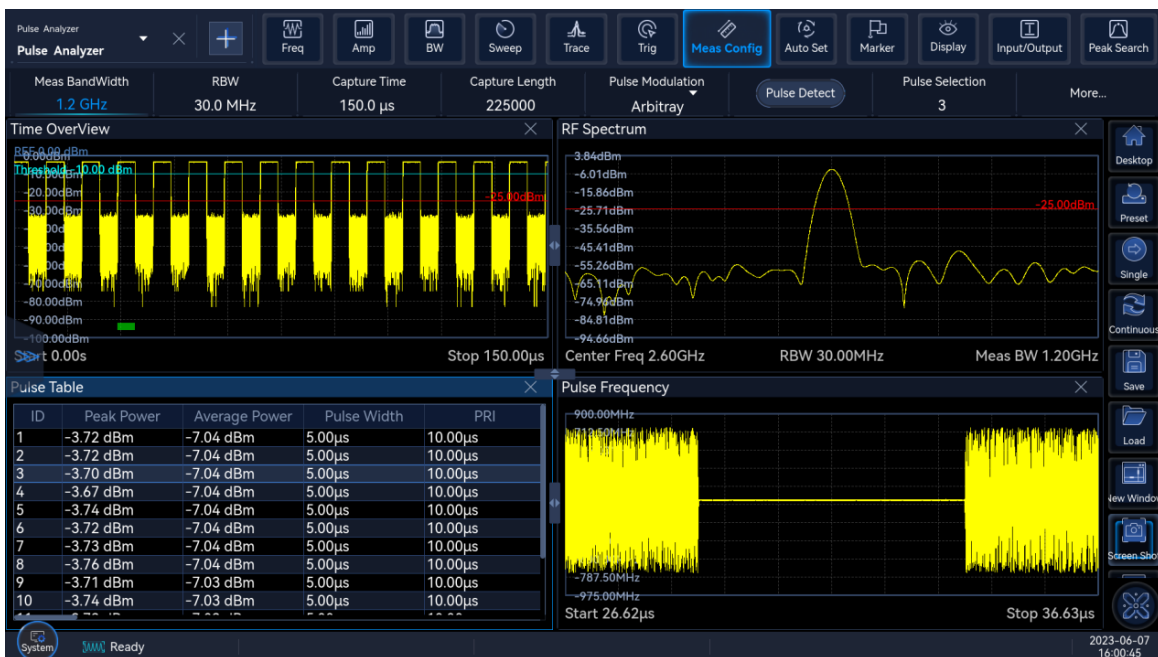 Pulse Analyzer
Pulse Analyzer
Freq
Amp
BW
Sweep
Trace
Trig
Meas Config
Auto Set
Marker
Display
Input/Output
Peak Search
Meas BandWidth
1.2 GHz
RBW
30.0 MHz
Capture Time
150.0 µs
Capture Length
225000
Pulse Modulation
Arbitray
Pulse Detect
Pulse Selection
3
More...
Time OverView
REF 0.00 dBm
0.00dBm
Threshold -10.00 dBm
-20.00dBm
-30.00dBm
-25.00dBm
-80.00dBm
-90.00dBm
-100.00dBm
Start 0.00s
Stop 150.00µs
RF Spectrum
3.84dBm
-6.01dBm
-15.86dBm
-25.71dBm
-25.00dBm
-35.56dBm
-45.41dBm
-55.26dBm
-65.11dBm
-74.96dBm
-84.81dBm
-94.66dBm
Center Freq 2.60GHz
RBW 30.00MHz
Meas BW 1.20GHz
Pulse Table
ID Peak Power Average Power Pulse Width PRI
1 -3.72 dBm -7.04 dBm 5.00µs 10.00µs
2 -3.72 dBm -7.04 dBm 5.00µs 10.00µs
3 -3.70 dBm -7.04 dBm 5.00µs 10.00µs
4 -3.67 dBm -7.04 dBm 5.00µs 10.00µs
5 -3.74 dBm -7.04 dBm 5.00µs 10.00µs
6 -3.72 dBm -7.04 dBm 5.00µs 10.00µs
7 -3.73 dBm -7.04 dBm 5.00µs 10.00µs
8 -3.76 dBm -7.04 dBm 5.00µs 10.00µs
9 -3.71 dBm -7.03 dBm 5.00µs 10.00µs
10 -3.74 dBm -7.03 dBm 5.00µs 10.00µs
Pulse Frequency
900.00MHz
712.50MHz
-787.50MHz
-975.00MHz
Start 26.62µs
Stop 36.63µs
Desktop
Preset
Single
Continuous
Save
Load
New Window
Screen Shot
System
Ready
2023-06-07
16:00:45